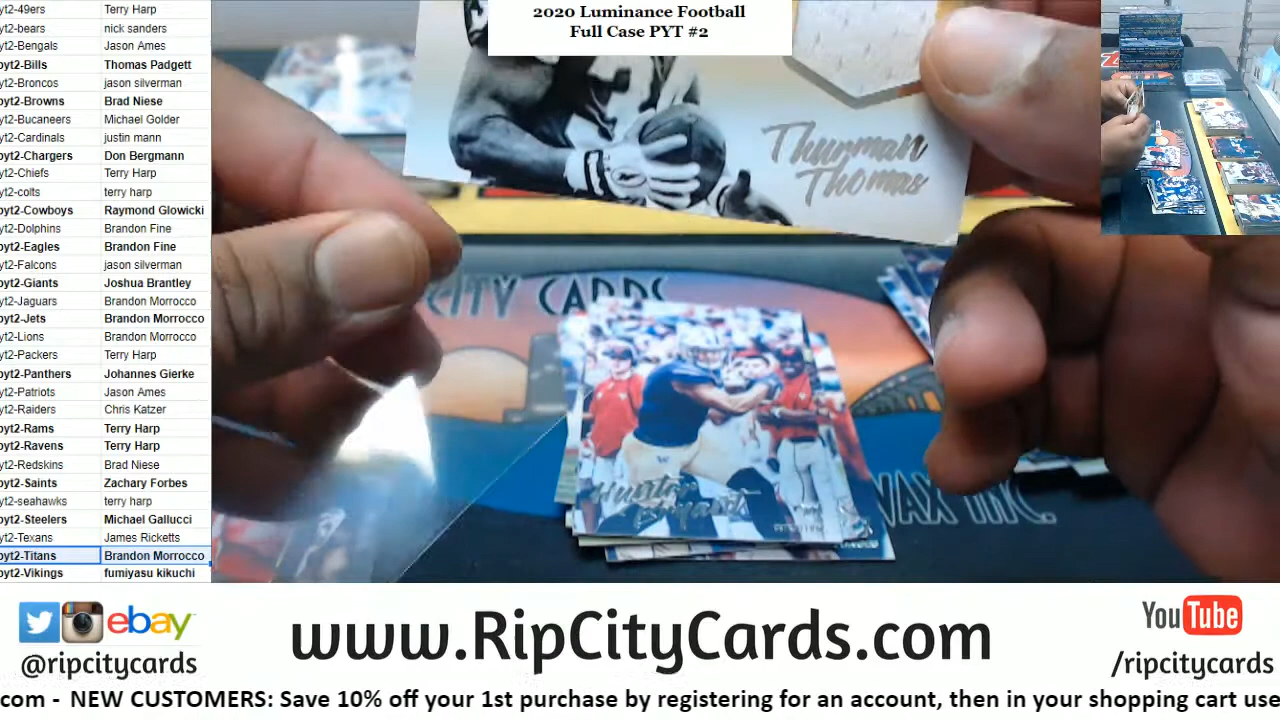 yt2-49ers Terry Harp
yt2-bears nick sanders
yt2-Bengals Jason Ames
pyt2-Bills Thomas Padgett
yt2-Broncos jason silverman
pyt2-Browns Brad Niese
yt2-Bucaneers Michael Golder
yt2-Cardinals justin mann
pyt2-Chargers Don Bergmann
yt2-Chiefs Terry Harp
yt2-colts terry harp
pyt2-Cowboys Raymond Glowicki
yt2-Dolphins Brandon Fine
pyt2-Eagles Brandon Fine
yt2-Falcons jason silverman
pyt2-Giants Joshua Brantley
yt2-Jaguars Brandon Morrocco
pyt2-Jets Brandon Morrocco
yt2-Lions Brandon Morrocco
yt2-Packers Terry Harp
pyt2-Panthers Johannes Gierke
yt2-Patriots Jason Ames
yt2-Raiders Chris Katzer
pyt2-Rams Terry Harp
pyt2-Ravens Terry Harp
yt2-Redskins Brad Niese
pyt2-Saints Zachary Forbes
yt2-seahawks terry harp
pyt2-Steelers Michael Gallucci
yt2-Texans James Ricketts
pyt2-Titans Brandon Morrocco
pyt2-Vikings fumiyasu kikuchi
2020 Luminance Football
Full Case PYT #2
Thurman
Thomas
CITY CARDS
Hunter
Bryant
WAX INC.
ebay
@ripcitycards
www.RipCityCards.com
YouTube
/ripcitycards
com - NEW CUSTOMERS: Save 10% off your 1st purchase by registering for an account, then in your shopping cart use